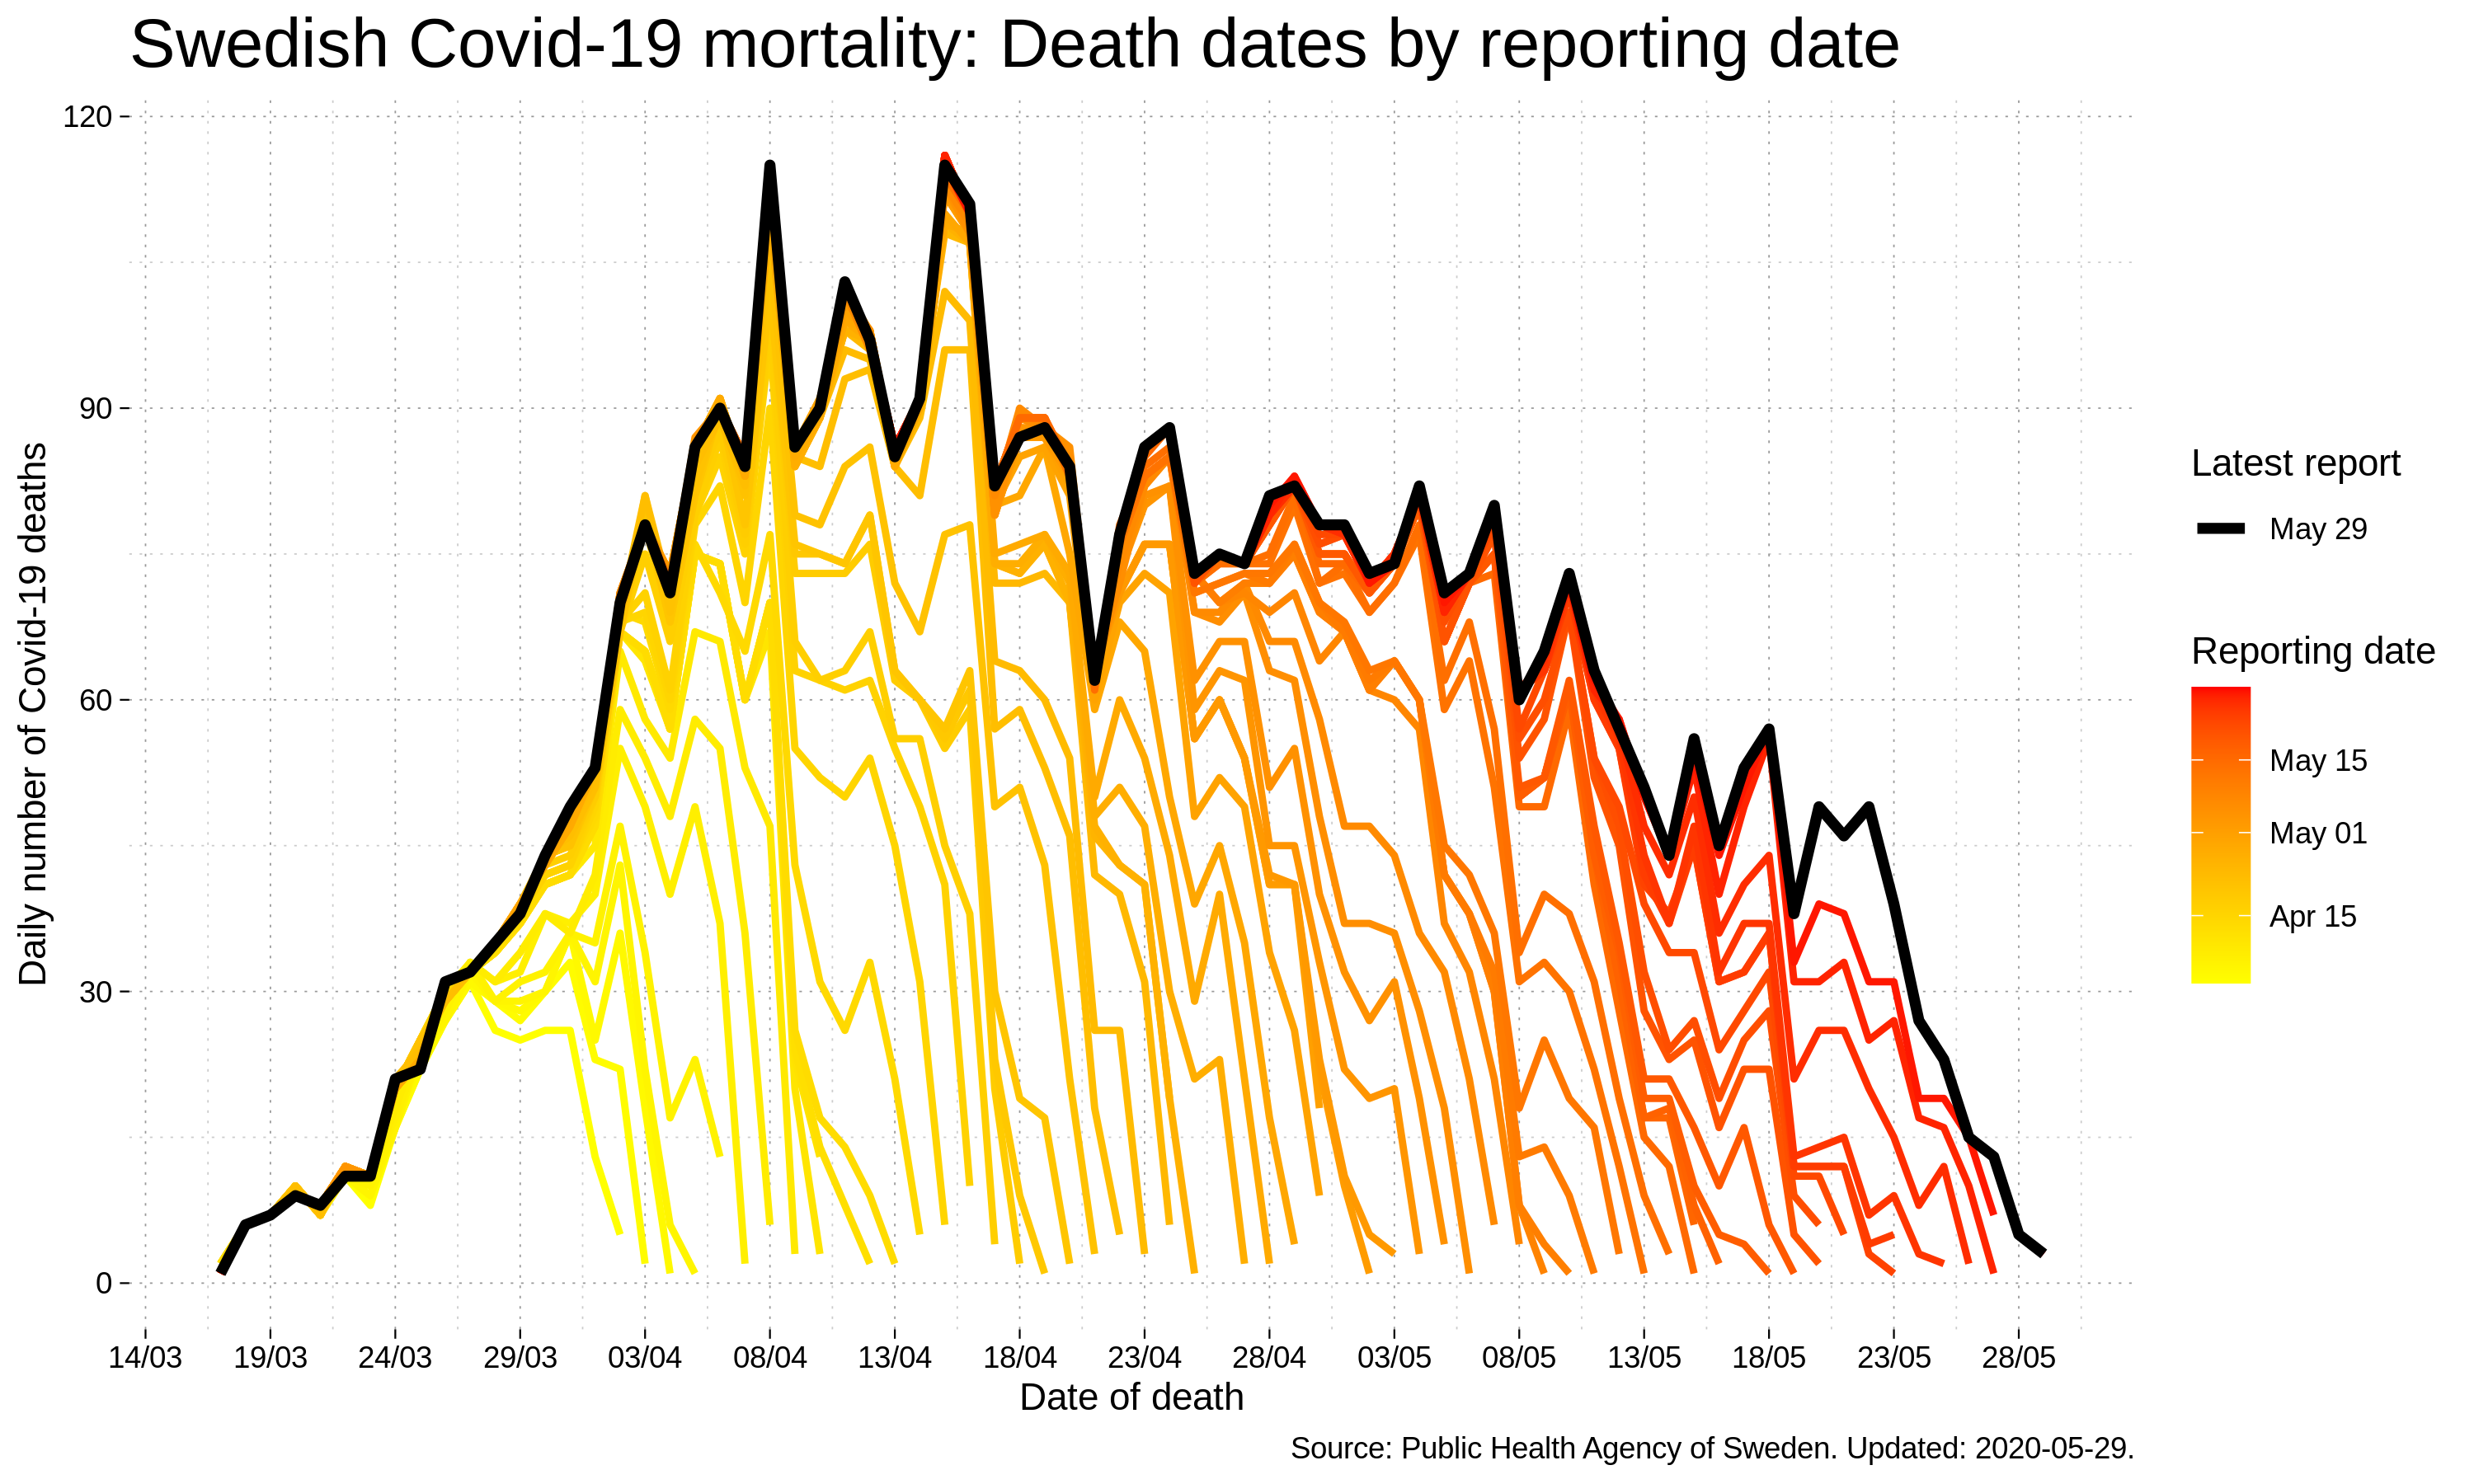 Swedish Covid-19 mortality: Death dates by reporting date
Daily number of Covid-19 deaths
120
90
60
30
0
14/03 19/03 24/03 29/03 03/04 08/04 13/04 18/04 23/04 28/04 03/05 08/05 13/05 18/05 23/05 28/05
Date of death
Latest report
May 29
Reporting date
May 15
May 01
Apr 15
Source: Public Health Agency of Sweden. Updated: 2020-05-29.